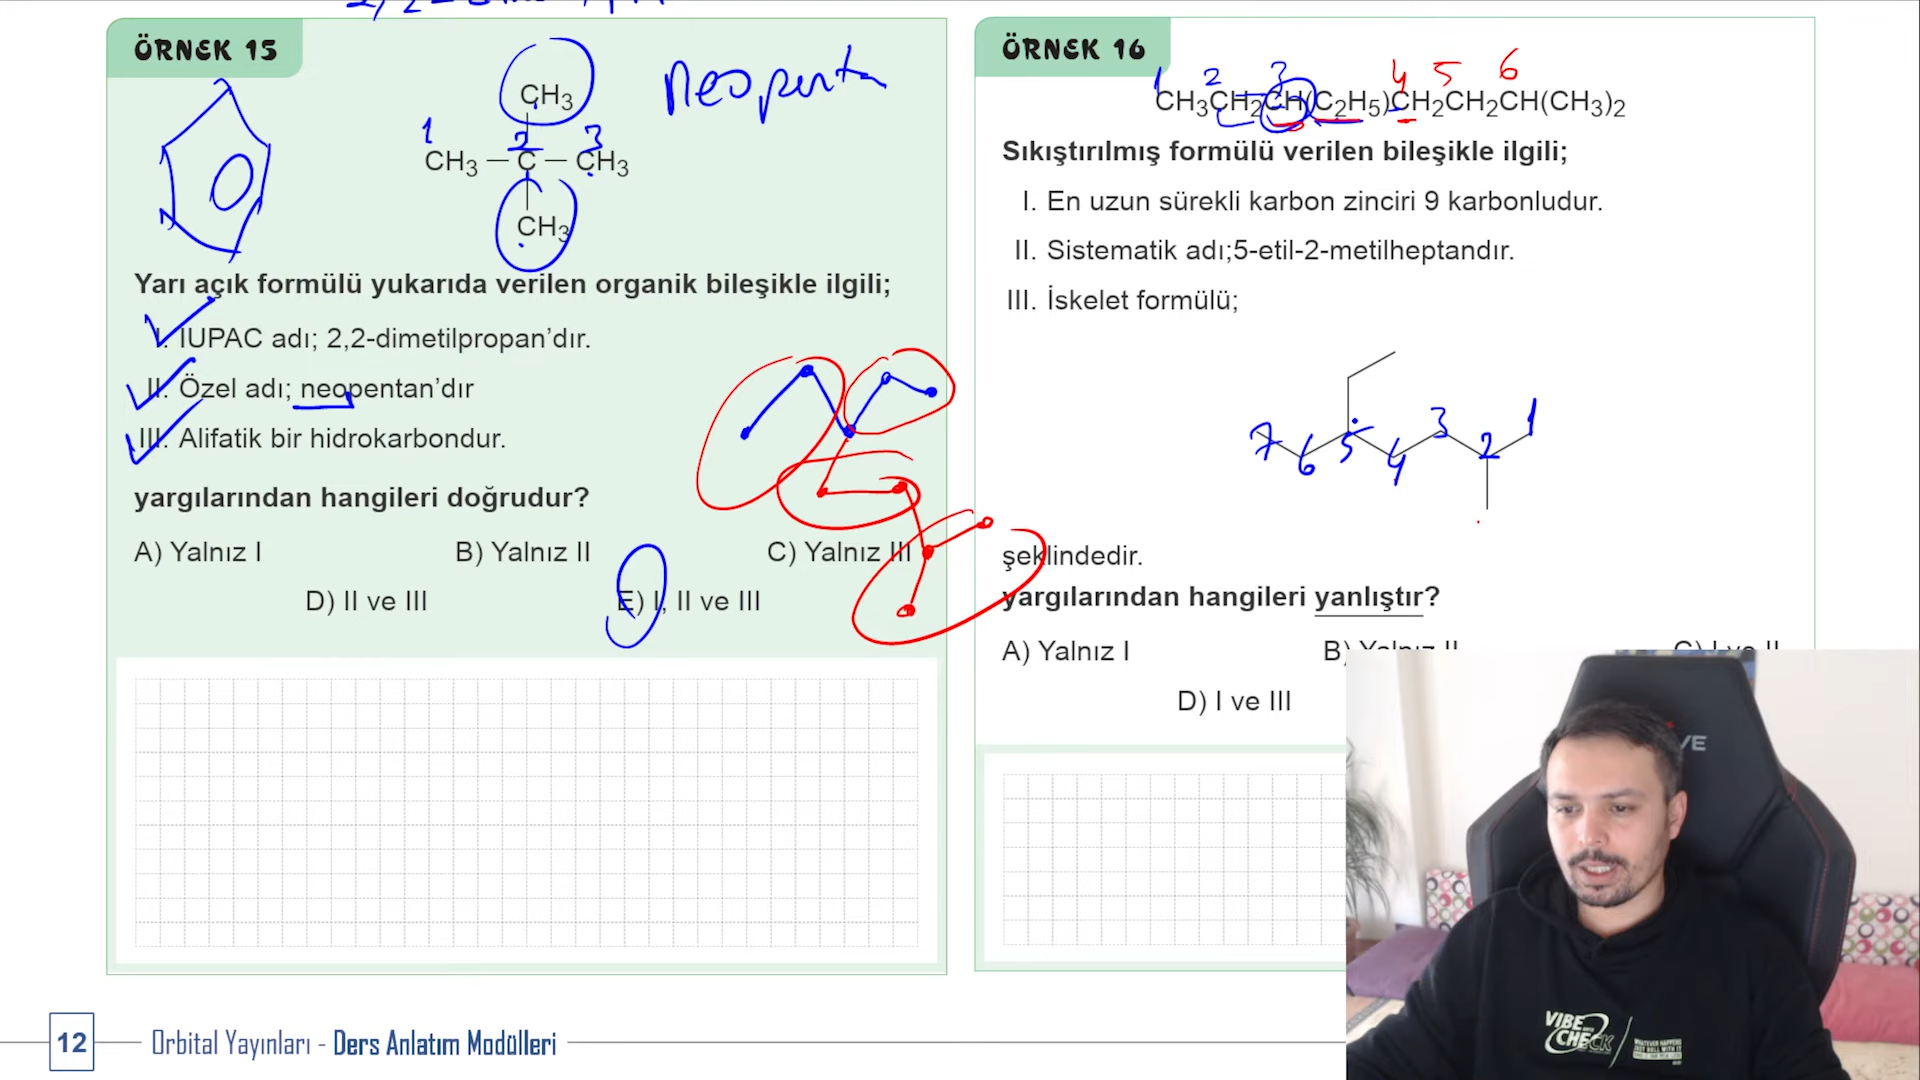 ÖRNEK 15
CH3
neopenta
1 2 3
CH3 — C — CH3
CH3
Yarı açık formülü yukarıda verilen organik bileşikle ilgili;
I. IUPAC adı; 2,2-dimetilpropan’dır.
II. Özel adı; neopentan’dır
III. Alifatik bir hidrokarbondur.
yargılarından hangileri doğrudur?
A) Yalnız I
B) Yalnız II
C) Yalnız III
D) II ve III
E) I, II ve III
ÖRNEK 16
1 2 3 4 5 6
CH3CH2CH(C2H5)CH2CH2CH(CH3)2
Sıkıştırılmış formülü verilen bileşikle ilgili;
I. En uzun sürekli karbon zinciri 9 karbonludur.
II. Sistematik adı;5-etil-2-metilheptandır.
III. İskelet formülü;
7 6 5 4 3 2 1
şeklindedir.
yargılarından hangileri yanlıştır?
A) Yalnız I
B) Yalnız II
C) I ve II
D) I ve III
VIBE
CHECK
12
Orbital Yayınları - Ders Anlatım Modülleri